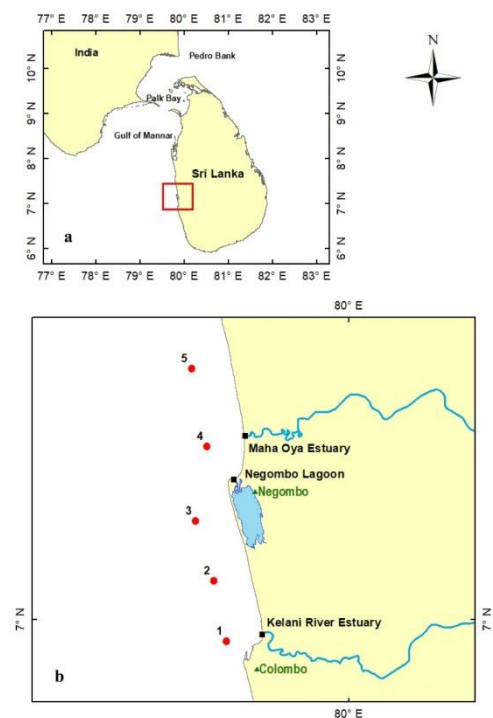 77° E 78° E 79° E 80° E 81° E 82° E 83° E
N
India
Pedro Bank
10° N
10° N
Palk Bay
9° N
9° N
Gulf of Mannar
8° N
8° N
Sri Lanka
7° N
7° N
a
6° N
6° N
77° E 78° E 79° E 80° E 81° E 82° E 83° E
80° E
5
4
Maha Oya Estuary
Negombo Lagoon
Negombo
3
2
7° N
7° N
1
Kelani River Estuary
Colombo
b
80° E